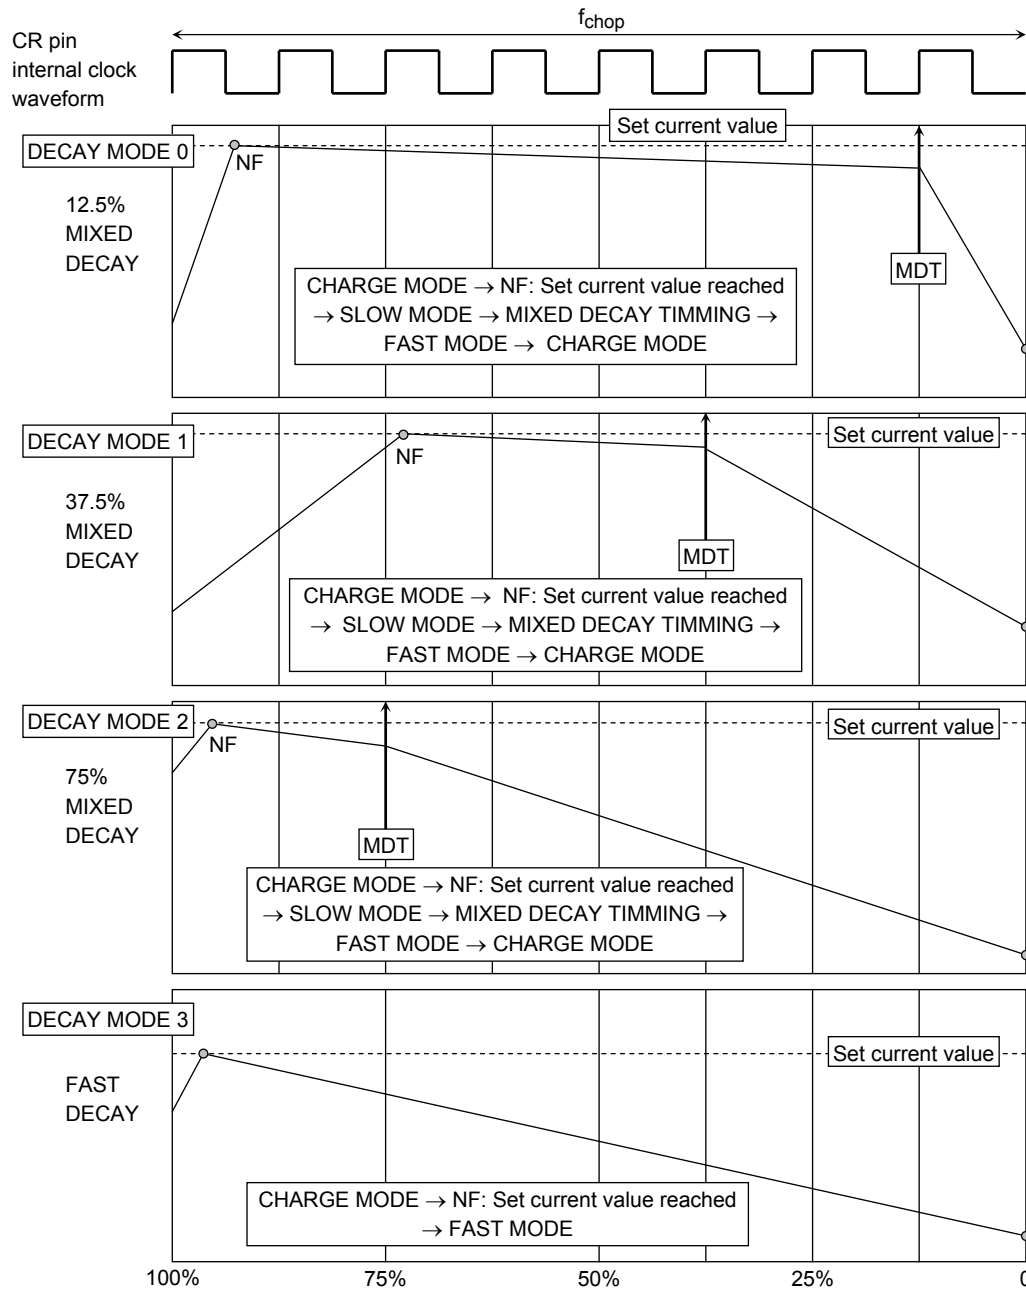 f_chop
CR pin
internal clock
waveform
Set current value
DECAY MODE 0
NF
12.5%
MIXED
DECAY
MDT
CHARGE MODE → NF: Set current value reached
→ SLOW MODE → MIXED DECAY TIMMING →
FAST MODE → CHARGE MODE
DECAY MODE 1
Set current value
NF
37.5%
MIXED
DECAY
MDT
CHARGE MODE → NF: Set current value reached
→ SLOW MODE → MIXED DECAY TIMMING →
FAST MODE → CHARGE MODE
DECAY MODE 2
Set current value
NF
75%
MIXED
DECAY
MDT
CHARGE MODE → NF: Set current value reached
→ SLOW MODE → MIXED DECAY TIMMING →
FAST MODE → CHARGE MODE
DECAY MODE 3
Set current value
FAST
DECAY
CHARGE MODE → NF: Set current value reached
→ FAST MODE
100% 75% 50% 25% 0